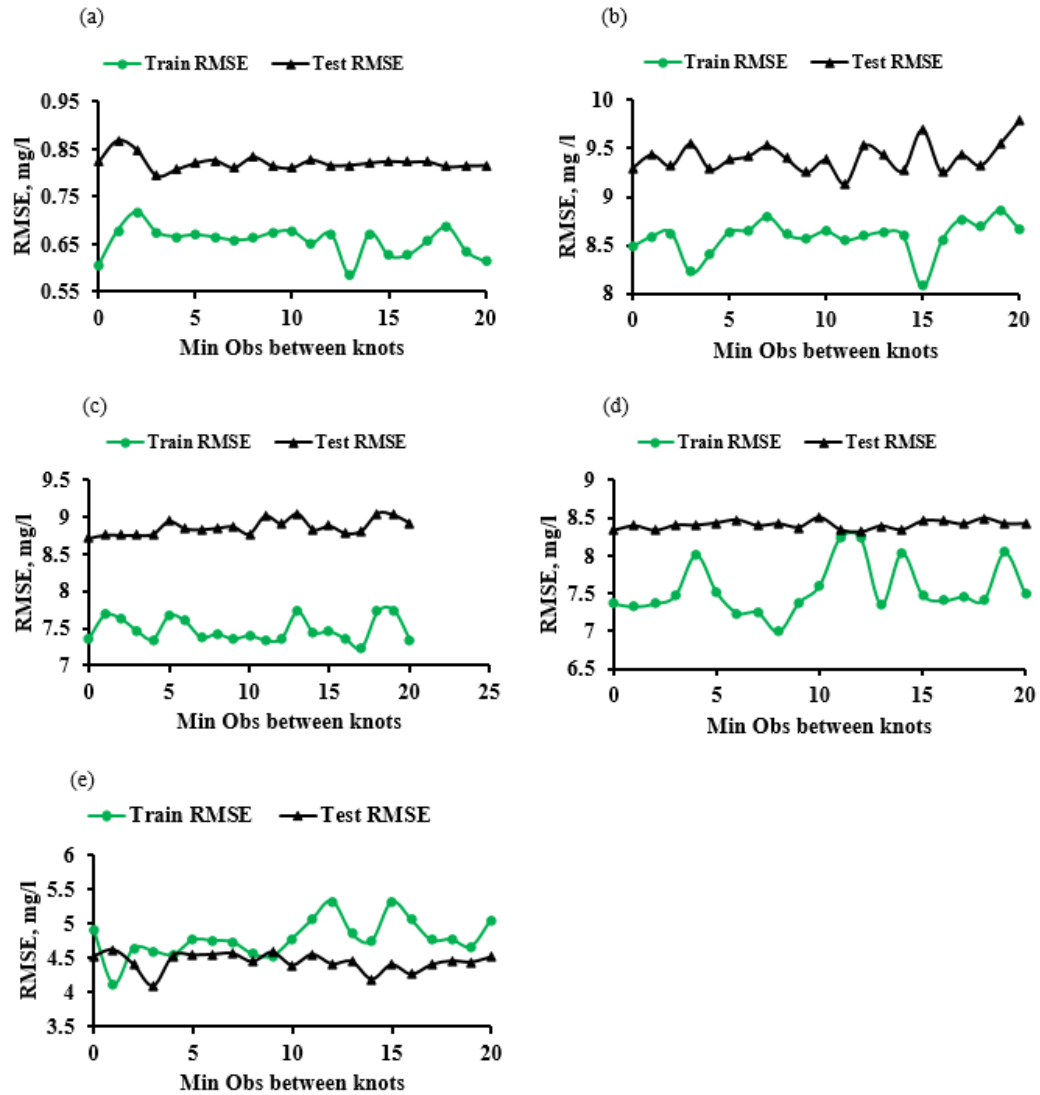 (a)
Train RMSE Test RMSE
0.95
0.85
0.75
0.65
0.55
RMSE, mg/l
0 5 10 15 20
Min Obs between knots
(b)
Train RMSE Test RMSE
10
9.5
9
8.5
8
RMSE, mg /l
0 5 10 15 20
Min Obs between knots
(c)
Train RMSE Test RMSE
9.5
9
8.5
8
7.5
7
RMSE, mg/l
0 5 10 15 20 25
Min Obs between knots
(d)
Train RMSE Test RMSE
9
8.5
8
7.5
7
6.5
RMSE, mg/l
0 5 10 15 20
Min Obs between knots
(e)
Train RMSE Test RMSE
6
5.5
5
4.5
4
3.5
RMSE, mg/l
0 5 10 15 20
Min Obs between knots